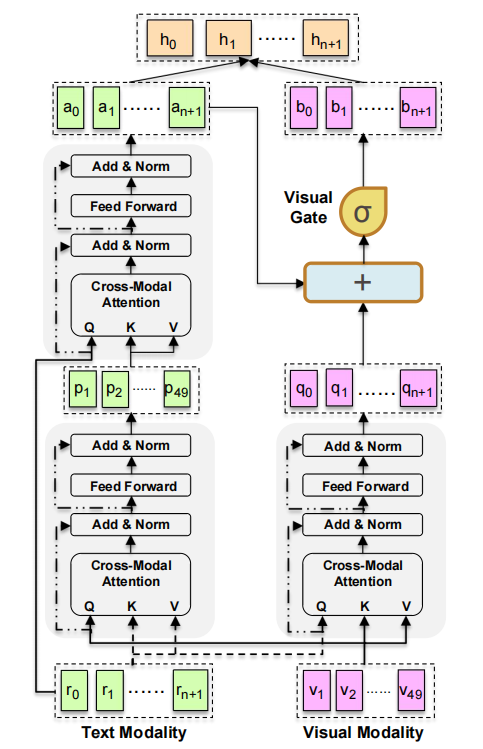 h0 h1 ...... hn+1
a0 a1 ...... an+1
b0 b1 ...... bn+1
Add & Norm
Feed Forward
Add & Norm
Cross-Modal
Attention
Q K V
Visual
Gate
σ
+
p1 p2 ...... p49
q0 q1 ...... qn+1
Add & Norm
Feed Forward
Add & Norm
Cross-Modal
Attention
Q K V
Add & Norm
Feed Forward
Add & Norm
Cross-Modal
Attention
Q K V
r0 r1 ...... rn+1
v1 v2 ...... v49
Text Modality
Visual Modality